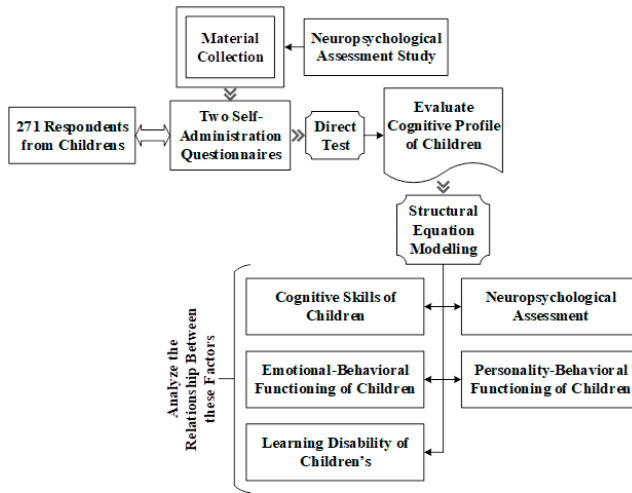 Material
Collection
Neuropsychological
Assessment Study
271 Respondents
from Childrens
Two Self-
Administration
Questionnaires
Direct
Test
Evaluate
Cognitive Profile
of Children
Structural
Equation
Modelling
Analyze the
Relationship Between
these Factors
Cognitive Skills of
Children
Neuropsychological
Assessment
Emotional-Behavioral
Functioning of Children
Personality-Behavioral
Functioning of Children
Learning Disability of
Children's